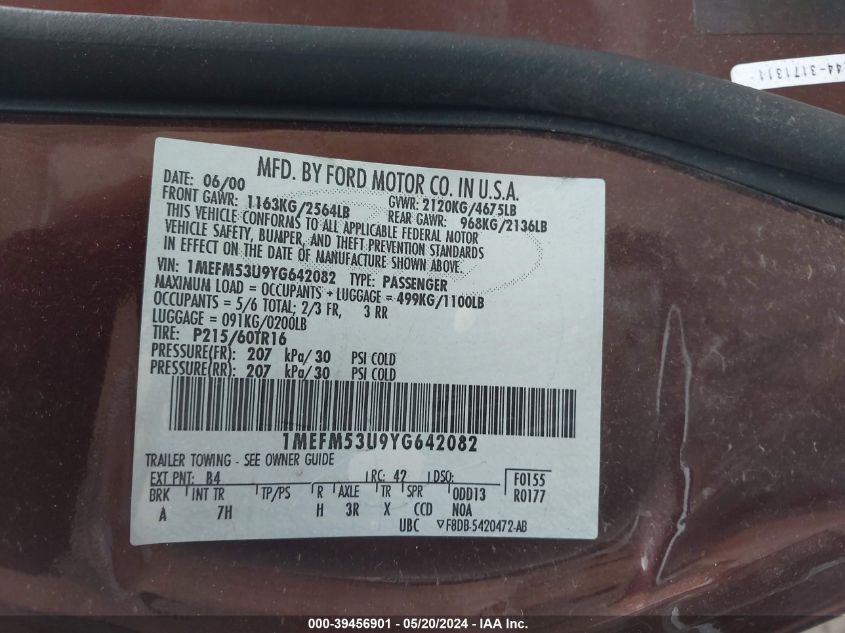 44-3171311
MFD. BY FORD MOTOR CO. IN U.S.A.
DATE: 06/00 GVWR: 2120KG/4675LB
FRONT GAWR: 1163KG/2564LB REAR GAWR: 968KG/2136LB
THIS VEHICLE CONFORMS TO ALL APPLICABLE FEDERAL MOTOR
VEHICLE SAFETY, BUMPER, AND THEFT PREVENTION STANDARDS
IN EFFECT ON THE DATE OF MANUFACTURE SHOWN ABOVE.
VIN: 1MEFM53U9YG642082 TYPE: PASSENGER
MAXIMUM LOAD = OCCUPANTS + LUGGAGE = 499KG/1100LB
OCCUPANTS = 5/6 TOTAL; 2/3 FR, 3 RR
LUGGAGE = 091KG/0200LB
TIRE: P215/60TR16
PRESSURE(FR): 207 kPa/30 PSI COLD
PRESSURE(RR): 207 kPa/30 PSI COLD
1MEFM53U9YG642082
TRAILER TOWING - SEE OWNER GUIDE
EXT PNT: B4 RC: 42 DSO: F0155
BRK INT TR TP/PS R AXLE TR SPR ODD13 R0177
A 7H H 3R X CCD NOA
UBC ▽F8DB-5420472-AB
000-39456901 - 05/20/2024 - IAAI.com